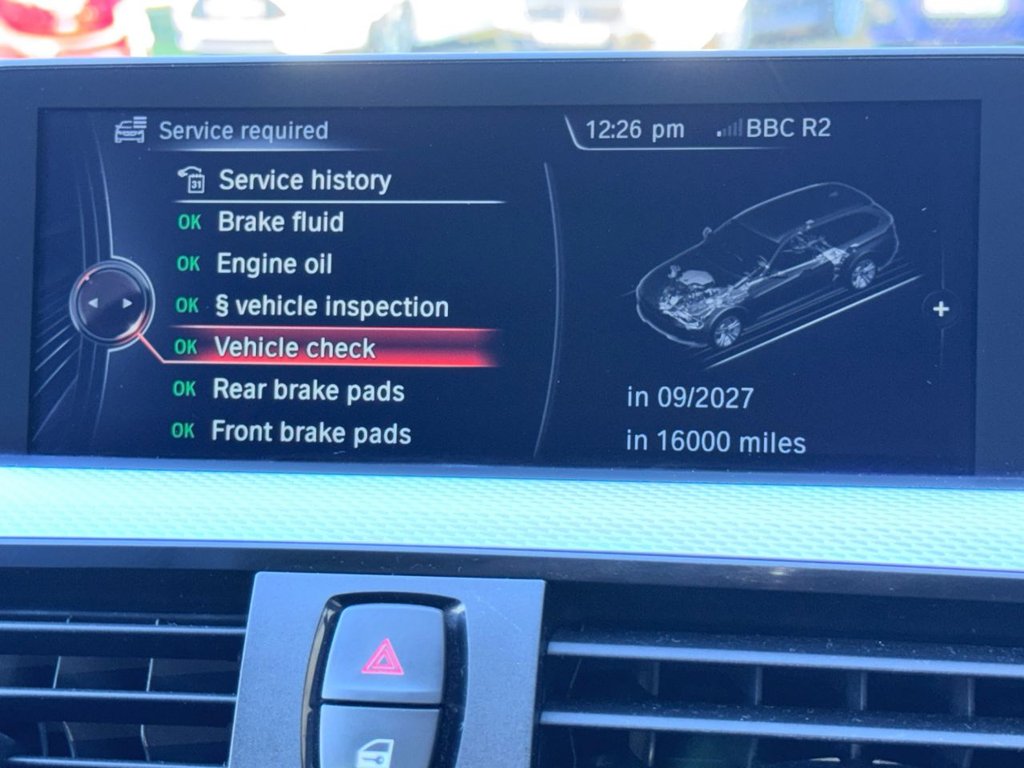 Service required
12:26 pm
BBC R2
31 Service history
OK Brake fluid
OK Engine oil
OK § vehicle inspection
OK Vehicle check
OK Rear brake pads
OK Front brake pads
in 09/2027
in 16000 miles
+